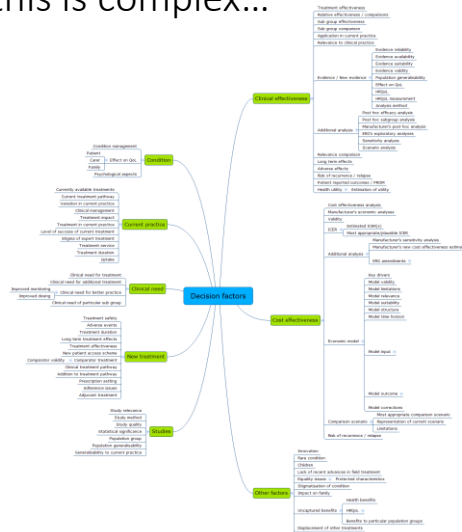 this is complex...
Decision factors
Condition
Condition management
Effect on QoL
Patient
Carer
Family
Psychological aspects
Current practice
Currently available treatments
Current treatment pathway
Variation in current practice
Clinical management
Treatment impact
Treatment in current practice
Level of success of current treatment
Stigma of expert treatment
Treatment service
Treatment duration
Uptake
Clinical need
Clinical need for treatment
Clinical need for additional treatment
Clinical need for better practice
Improved monitoring
Improved dosing
Clinical need of particular sub group
New treatment
Treatment safety
Adverse events
Treatment duration
Long term treatment effects
Treatment effectiveness
New patient access scheme
Comparator treatment
Comparator validity
Clinical treatment pathway
Addition to treatment pathway
Prescription setting
Adherence issues
Adjuvant treatment
Studies
Study relevance
Study method
Study quality
Statistical significance
Population group
Population generalisability
Generalisability to current practice
Clinical effectiveness
Treatment effectiveness
Relative effectiveness / comparisons
Sub group effectiveness
Sub group comparison
Application in current practice
Relevance to clinical practice
Evidence / New evidence
Evidence reliability
Evidence availability
Evidence suitability
Evidence validity
Population generalisability
Effect on QoL
HRQoL
HRQoL measurement
Analysis method
Additional analysis
Post hoc efficacy analysis
Post hoc subgroup analysis
Manufacturer's post hoc analysis
ERG's exploratory analyses
Sensitivity analysis
Scenario analysis
Relevance comparison
Long term effects
Adverse effects
Risk of recurrence / relapse
Patient reported outcomes / PROM
Health utility
Estimation of utility
Cost effectiveness
Cost effectiveness analysis
Manufacturer's economic analyses
Validity
ICER
Estimated ICER(s)
Most appropriate/plausible ICER
Additional analysis
Manufacturer's sensitivity analysis
Manufacturer's new cost effectiveness estimate
ERG amendments
Economic model
Key drivers
Model validity
Model limitations
Model relevance
Model suitability
Model structure
Model time horizon
Model input
Model outcome
Model corrections
Comparison scenario
Most appropriate comparison scenario
Representation of current scenario
Limitations
Risk of recurrence / relapse
Other factors
Innovation
Rare condition
Children
Lack of recent advances in field treatment
Equality issues
Protected characteristics
Stigmatisation of condition
Impact on family
Uncaptured benefits
Health benefits
HRQoL
Benefits to particular population groups
Displacement of other treatments